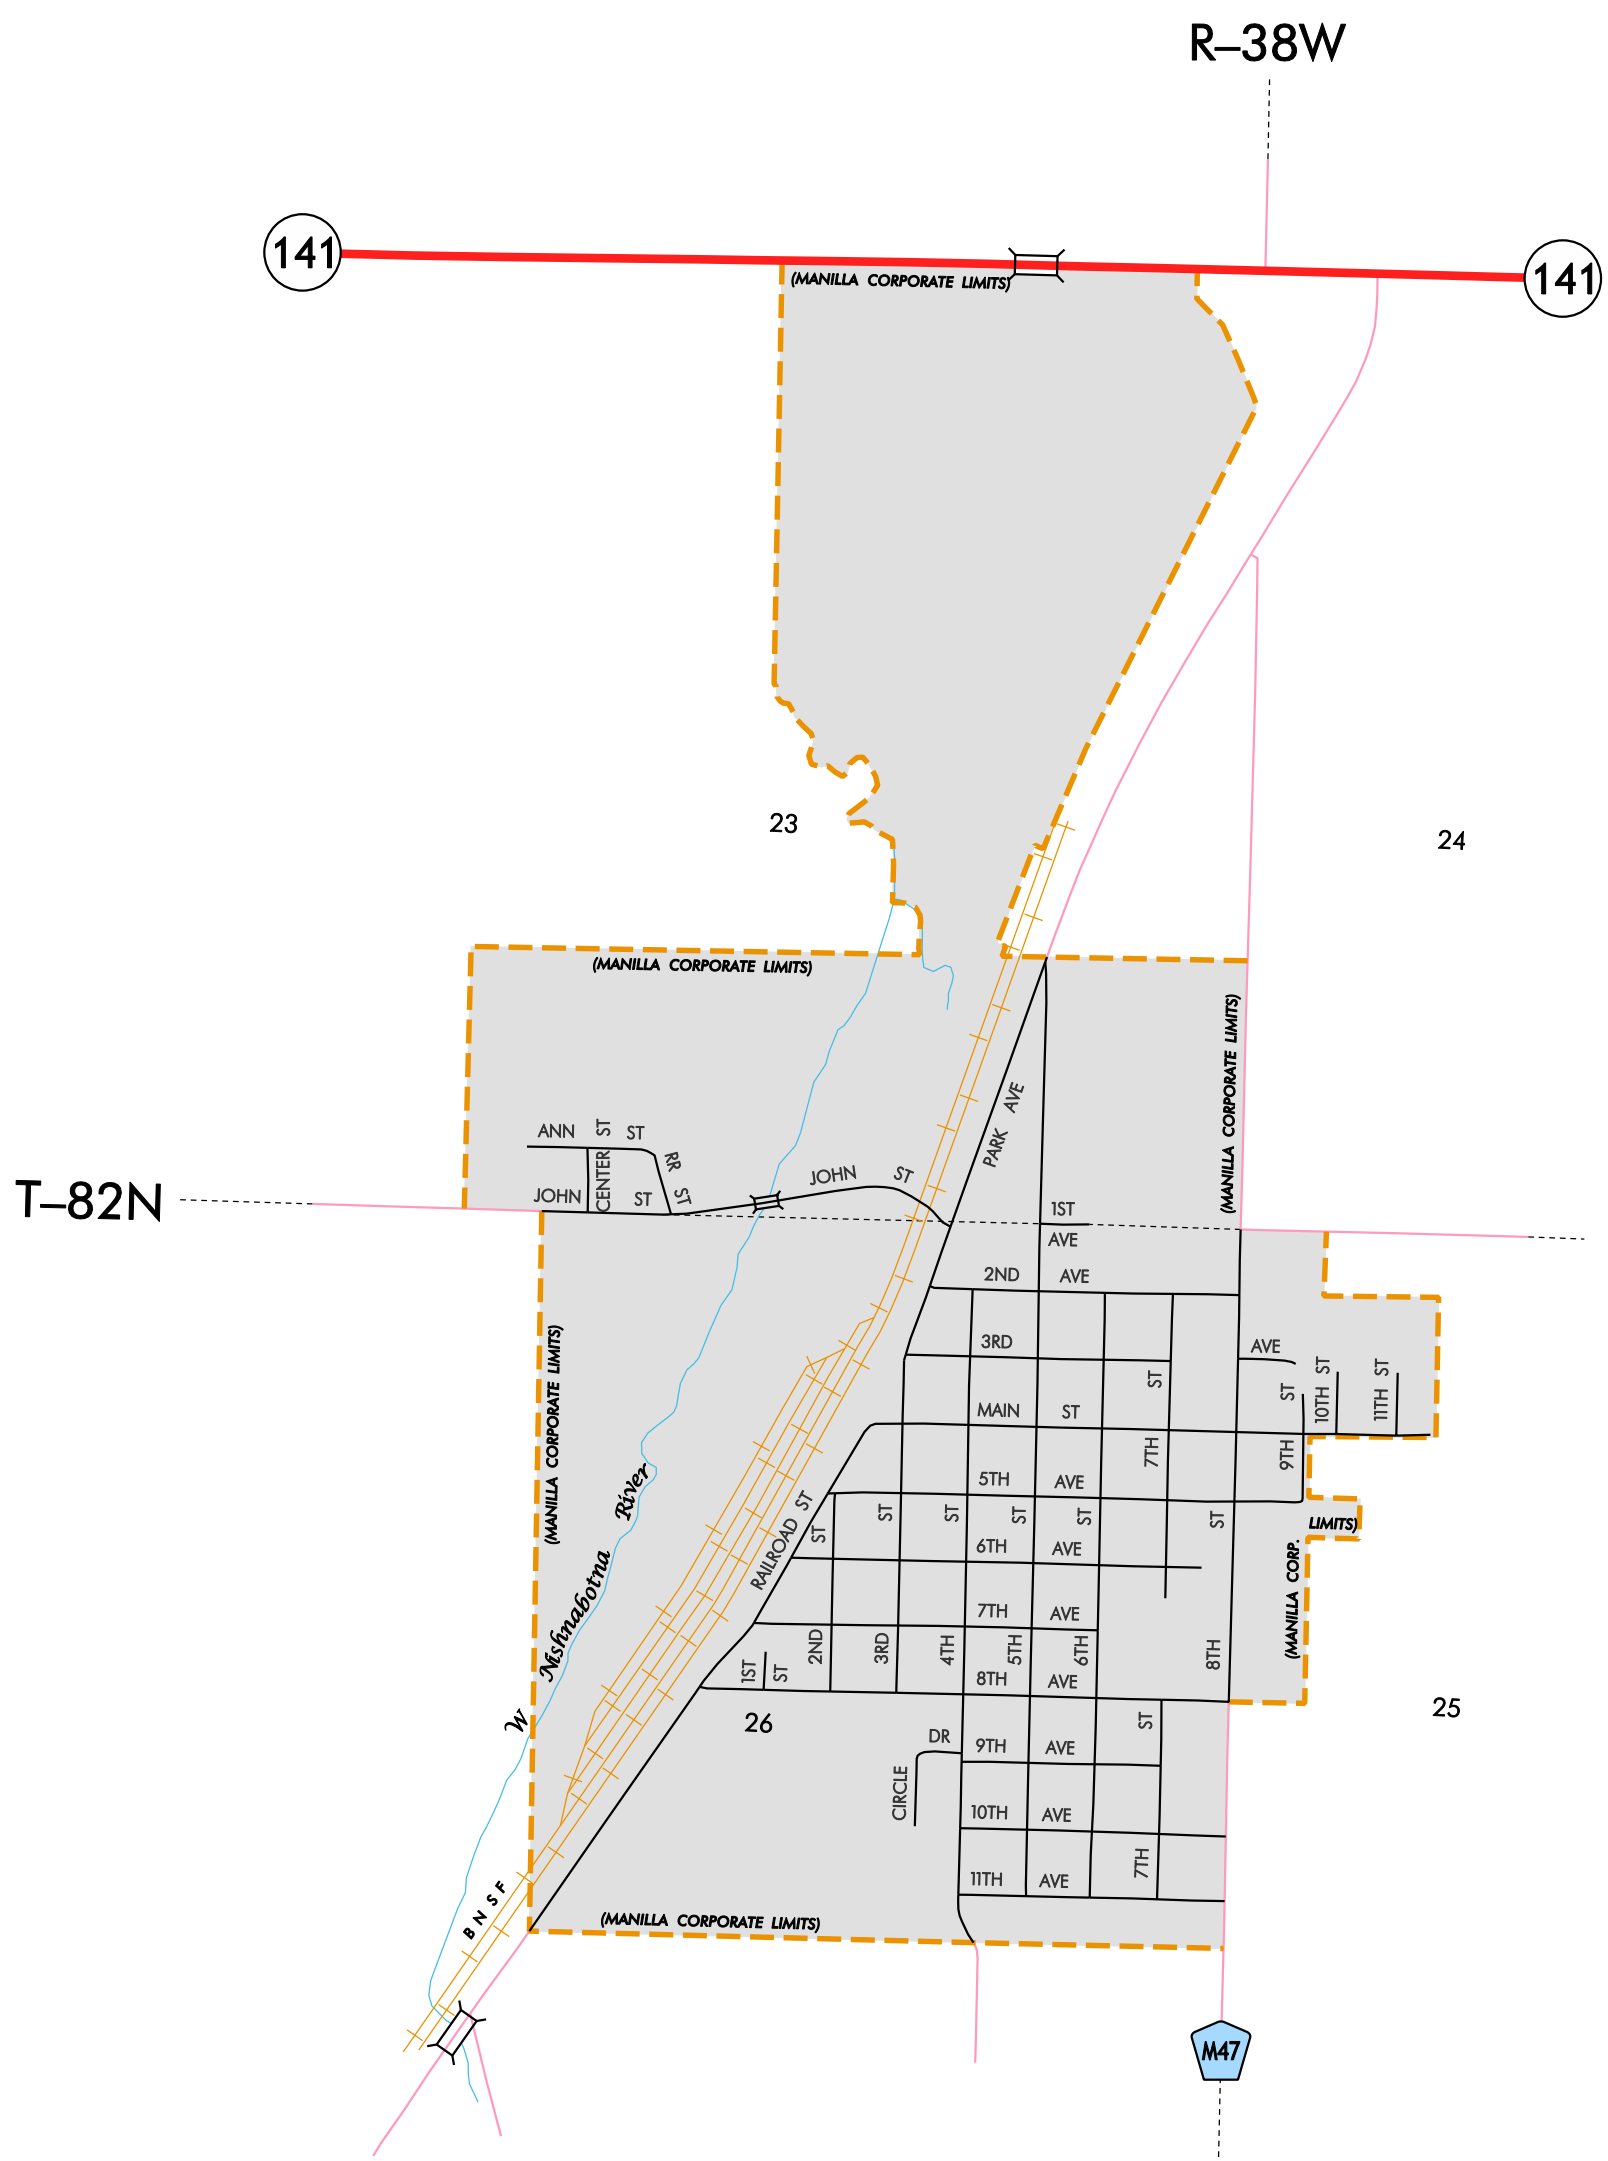 R–38W
141
141
(MANILLA CORPORATE LIMITS)
23
24
(MANILLA CORPORATE LIMITS)
(MANILLA CORPORATE LIMITS)
PARK AVE
ANN ST
CENTER ST
RR ST
JOHN ST
JOHN ST
T–82N
1ST AVE
2ND AVE
3RD AVE
MAIN ST
5TH AVE
6TH AVE
7TH AVE
8TH AVE
9TH AVE
10TH AVE
11TH AVE
7TH ST
9TH ST
10TH ST
11TH ST
RAILROAD ST
1ST ST
2ND ST
3RD ST
4TH ST
5TH ST
6TH ST
8TH ST
7TH ST
CIRCLE DR
(MANILLA CORPORATE LIMITS)
(MANILLA CORP. LIMITS)
W Nishnabotna River
26
25
BNSF
(MANILLA CORPORATE LIMITS)
M47